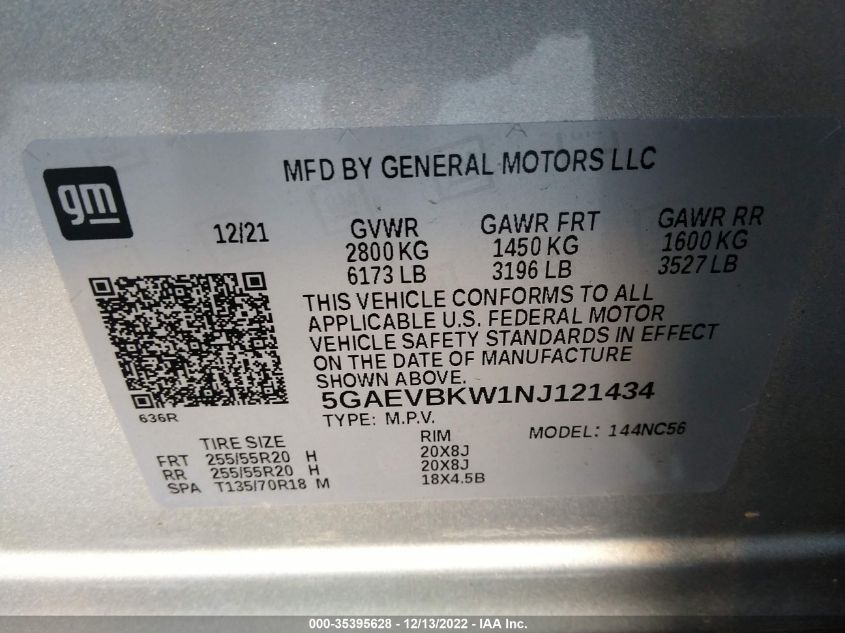 gm
MFD BY GENERAL MOTORS LLC
12/21
GVWR GAWR FRT GAWR RR
2800 KG 1450 KG 1600 KG
6173 LB 3196 LB 3527 LB
THIS VEHICLE CONFORMS TO ALL
APPLICABLE U.S. FEDERAL MOTOR
VEHICLE SAFETY STANDARDS IN EFFECT
ON THE DATE OF MANUFACTURE
SHOWN ABOVE.
5GAEVBKW1NJ121434
636R
TYPE: M.P.V.
MODEL: 144NC56
TIRE SIZE RIM
FRT 255/55R20 H 20X8J
RR 255/55R20 H 20X8J
SPA T135/70R18 M 18X4.5B
000-35395628 - 12/13/2022 - IAA Inc.